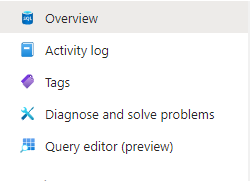 Overview
Activity log
Tags
Diagnose and solve problems
Query editor (preview)